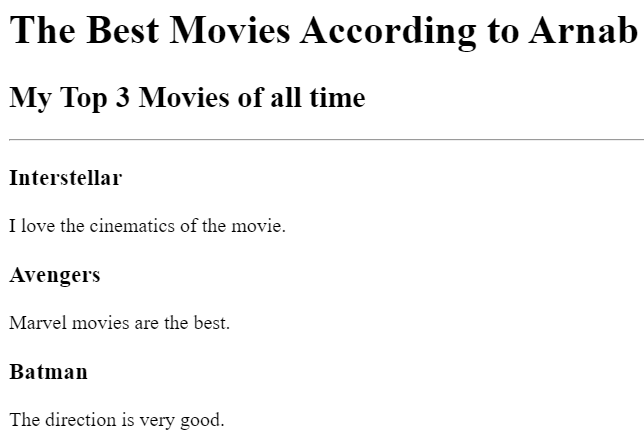 The Best Movies According to Arnab
My Top 3 Movies of all time
Interstellar
I love the cinematics of the movie.
Avengers
Marvel movies are the best.
Batman
The direction is very good.